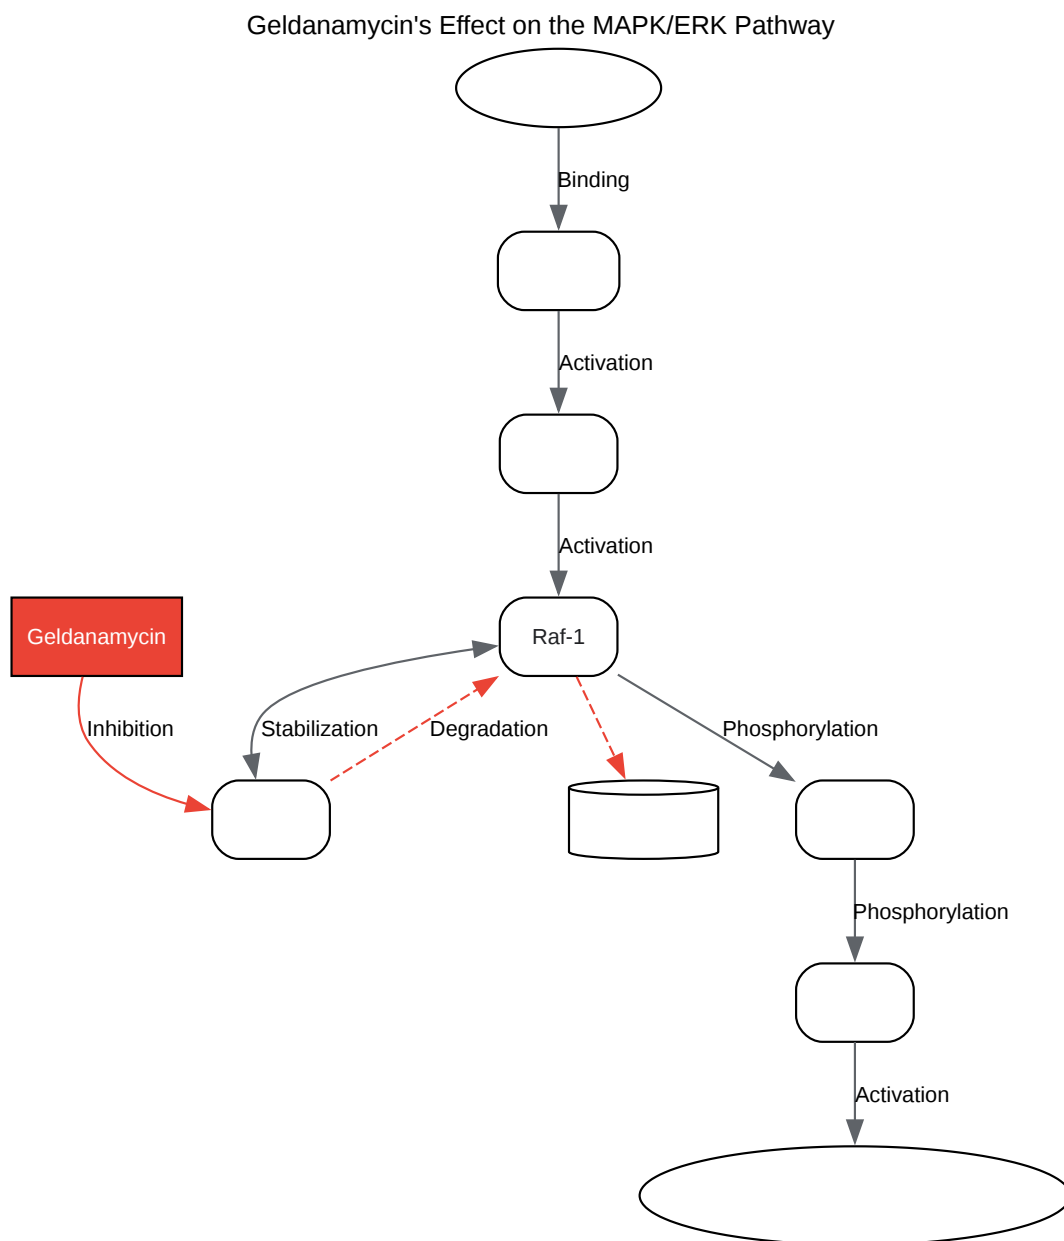 Geldanamycin's Effect on the MAPK/ERK Pathway
Binding
Activation
Activation
Geldanamycin
Raf-1
Inhibition
Stabilization
Degradation
Phosphorylation
Phosphorylation
Activation